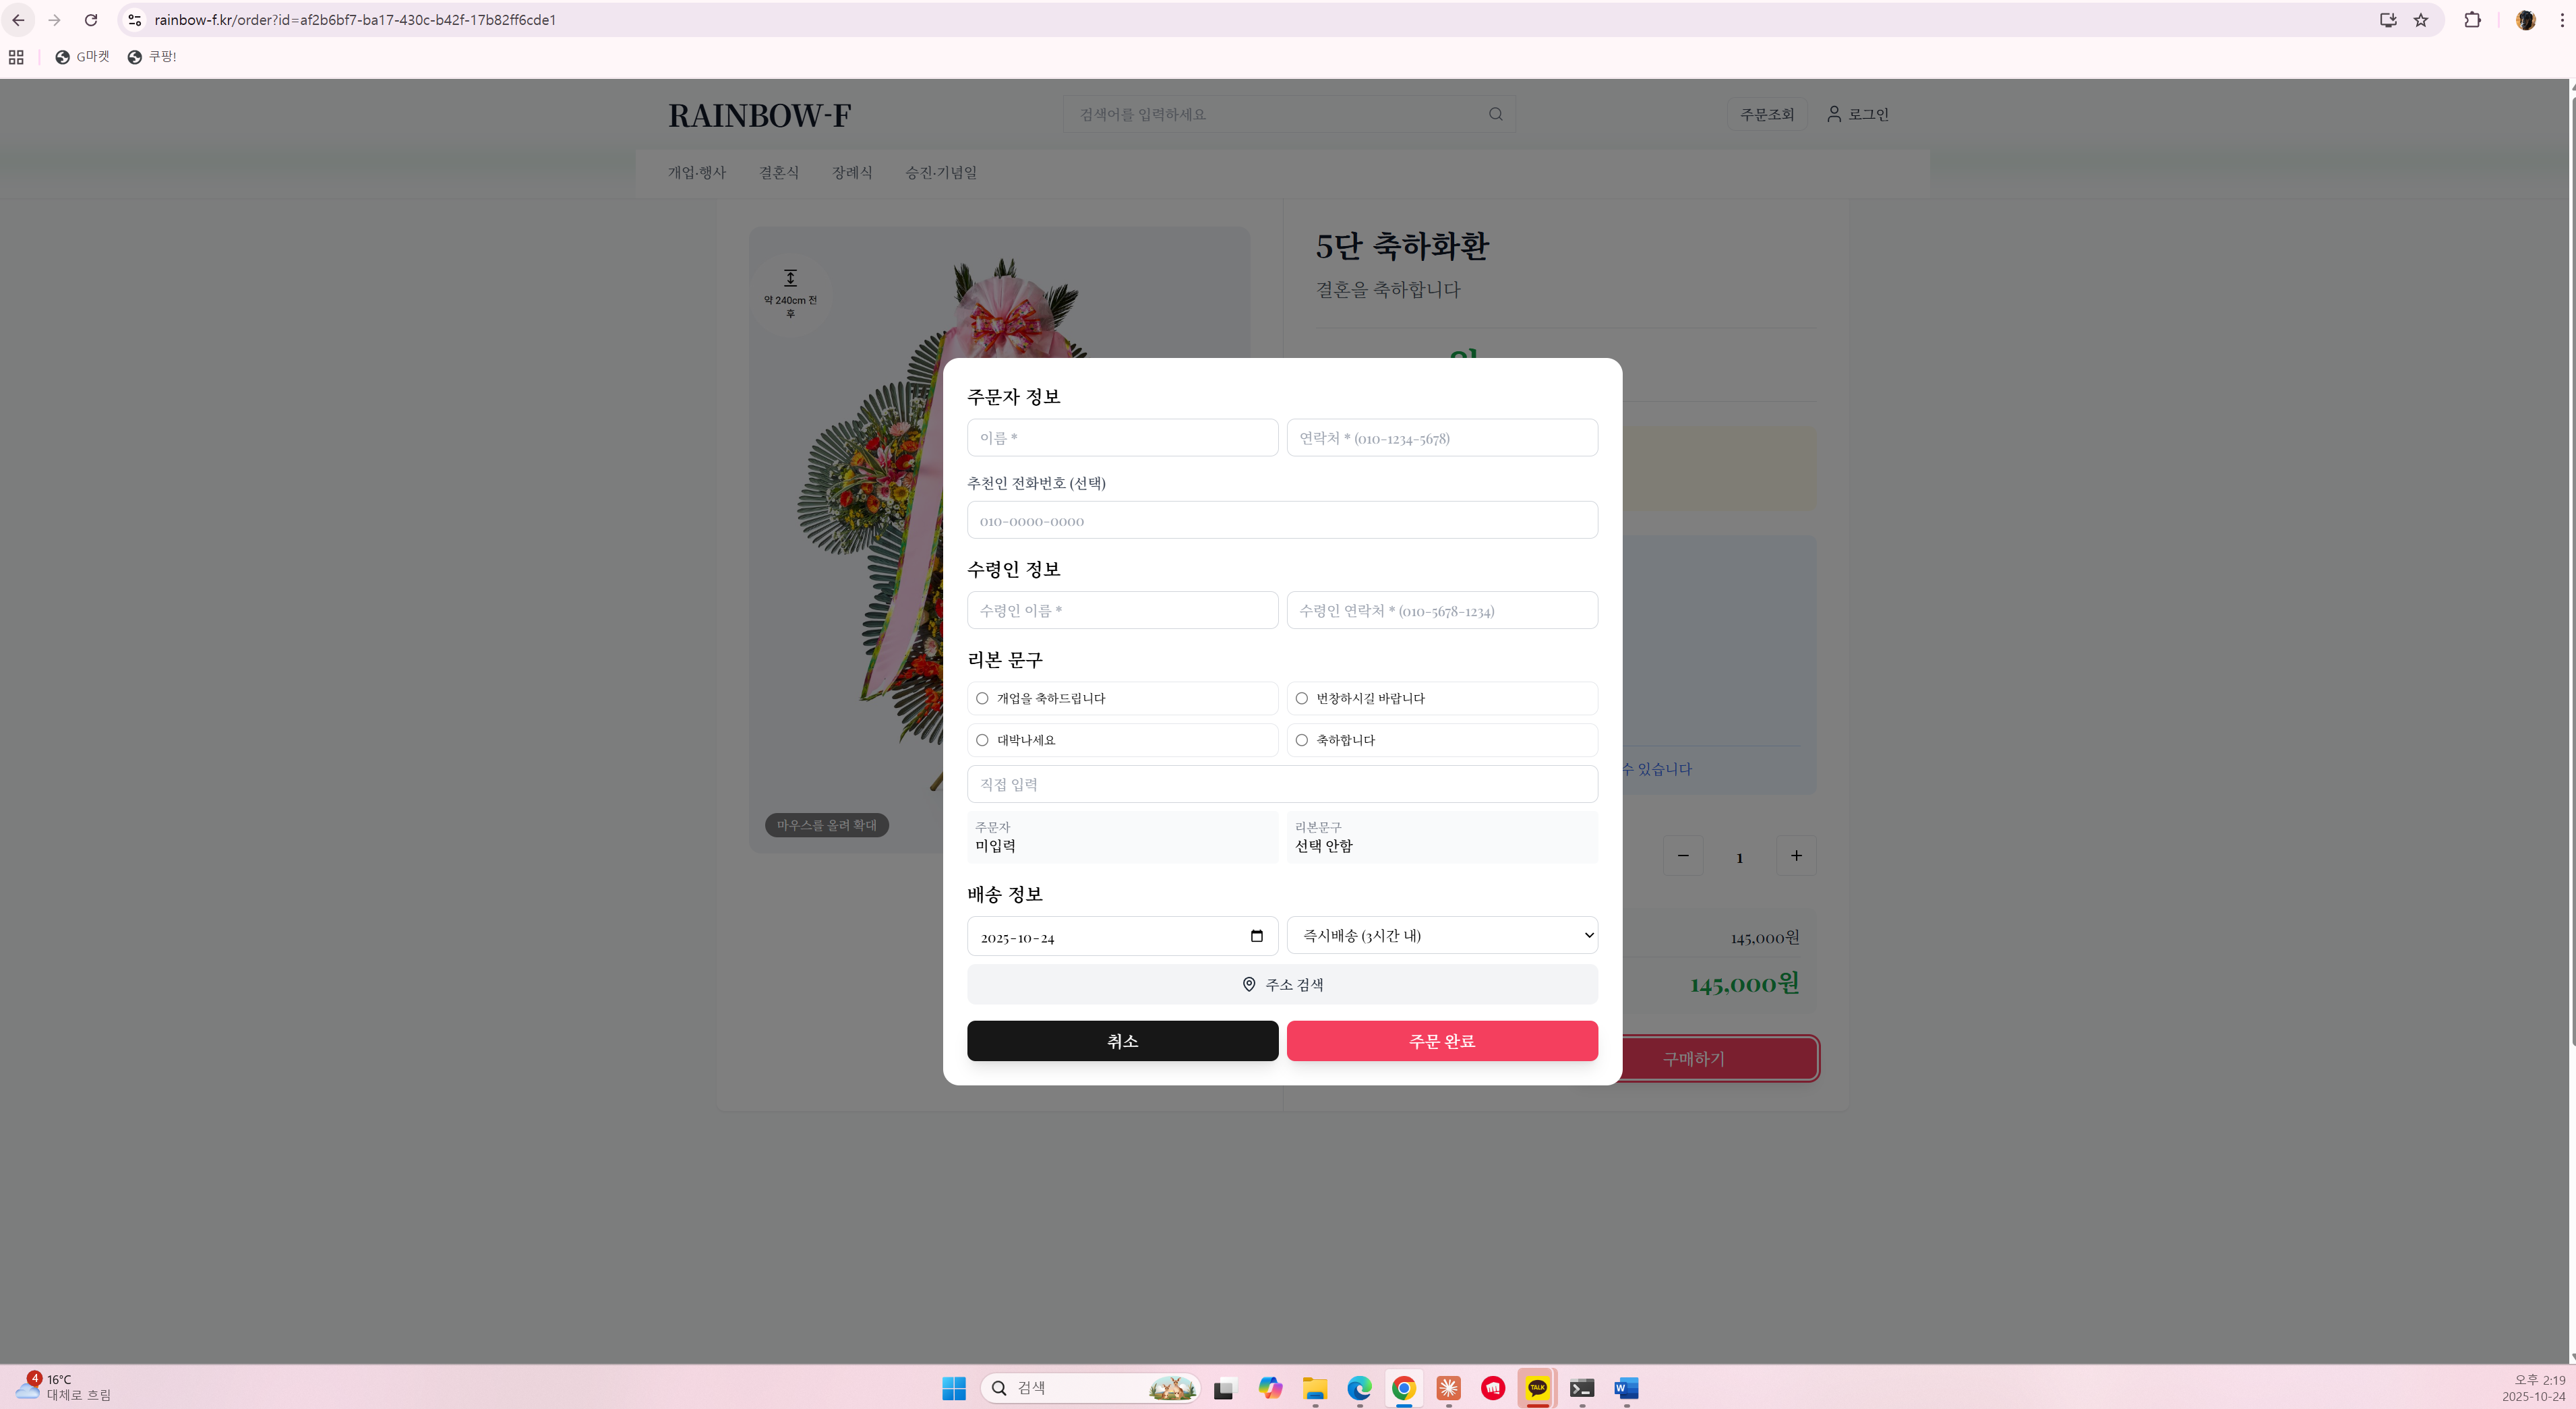 rainbow-f.kr/order?id=af2b6bf7-ba17-430c-b42f-17b82ff6cde1
G마켓
쿠팡!
RAINBOW-F
검색어를 입력하세요
주문조회
로그인
개업·행사
결혼식
장례식
승진·기념일
약 240cm 전
후
마우스를 올려 확대
5단 축하화환
결혼을 축하합니다
주문자 정보
이름 *
연락처 * (010-1234-5678)
추천인 전화번호 (선택)
010-0000-0000
수령인 정보
수령인 이름 *
수령인 연락처 * (010-5678-1234)
리본 문구
개업을 축하드립니다
번창하시길 바랍니다
대박나세요
축하합니다
직접 입력
주문자
미입력
리본문구
선택 안함
배송 정보
2025-10-24
즉시배송 (3시간 내)
주소 검색
취소
주문 완료
수 있습니다
1
145,000원
145,000원
구매하기
4
16°C
대체로 흐림
검색
TALK
오후 2:19
2025-10-24